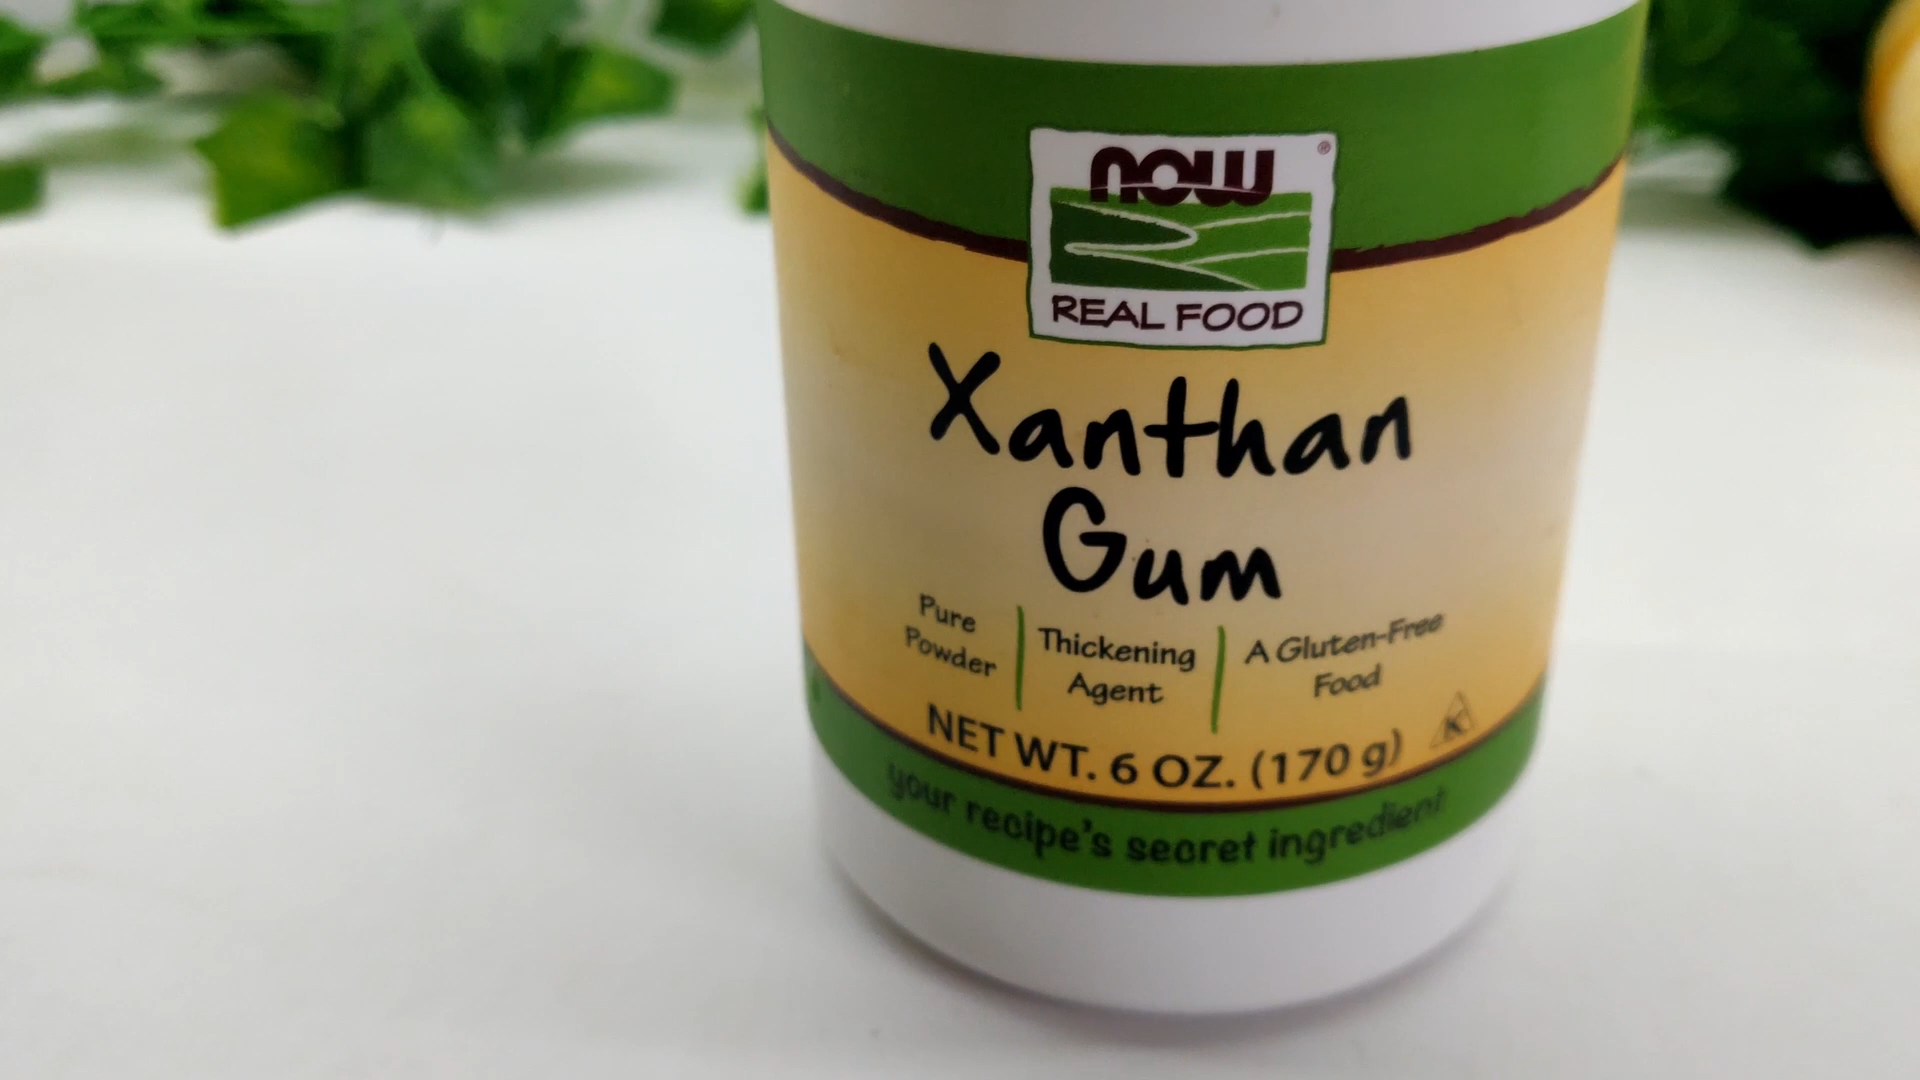 now®
REAL FOOD
Xanthan
Gum
Pure
Powder
Thickening
Agent
A Gluten-Free
Food
NET WT. 6 OZ. (170 g)
K
your recipe's secret ingredient